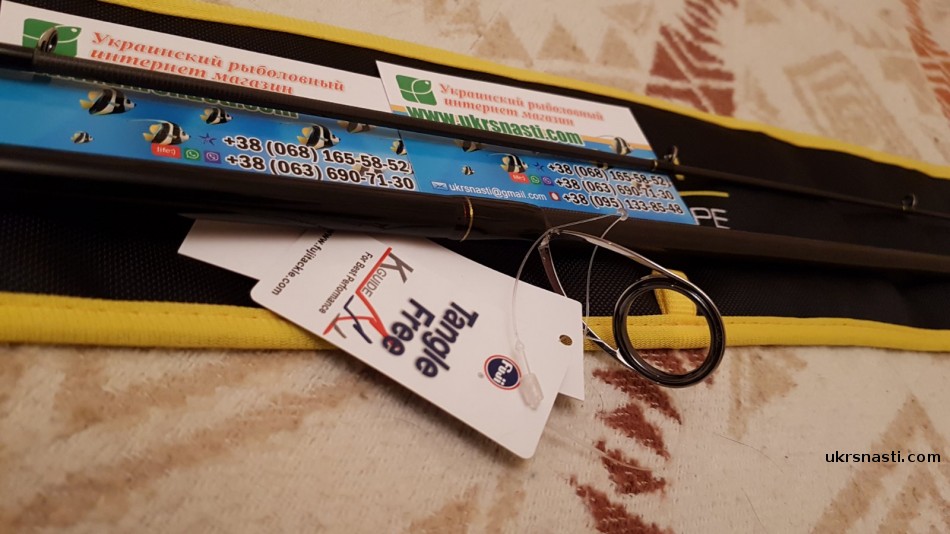 Украинский рыболовный
интернет магазин
life:)
+38 (068) 165-58-52,
+38 (063) 690-71-30
Украинский рыболовный
интернет магазин
www.ukrsnasti.com
life:) +38 (068) 165-58-52,
+38 (063) 690-71-30
ukrsnasti@gmail.com +38 (095) 133-85-48
PE
www.fujitackle.com
For Best Performance
K GUIDE
Tangle
Free
Fuji
ukrsnasti.com